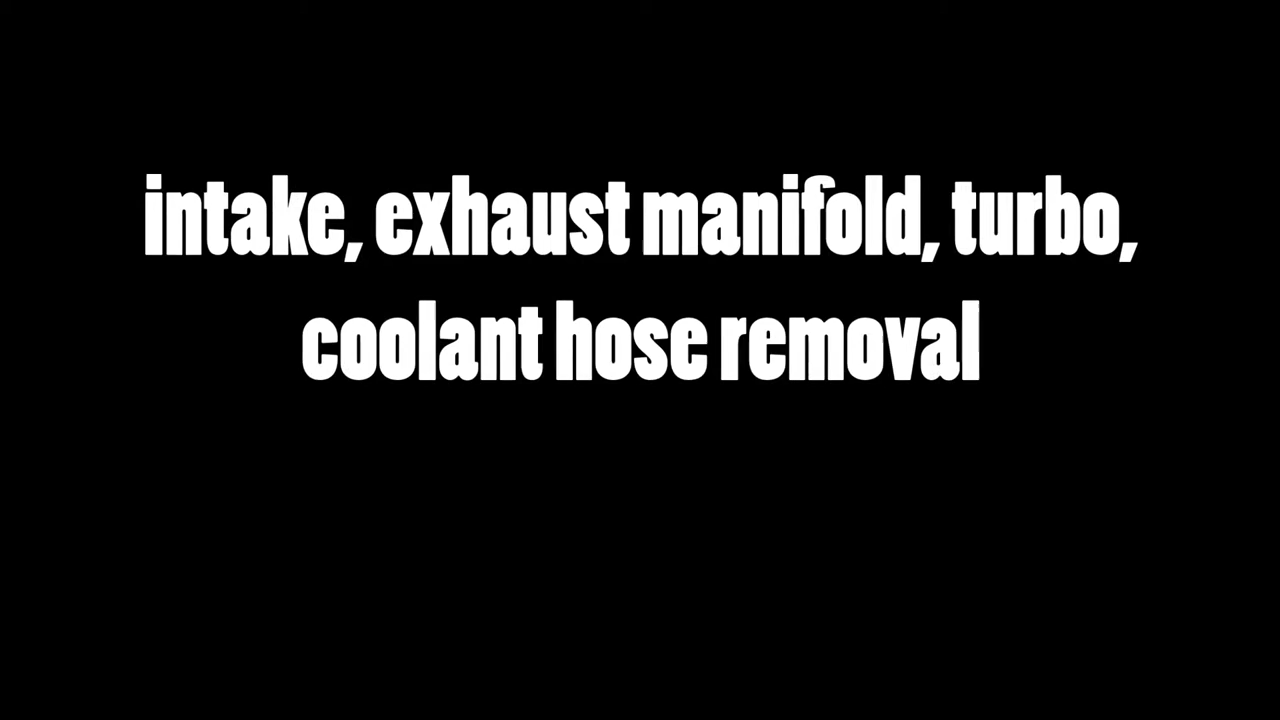 intake, exhaust manifold, turbo,
coolant hose removal